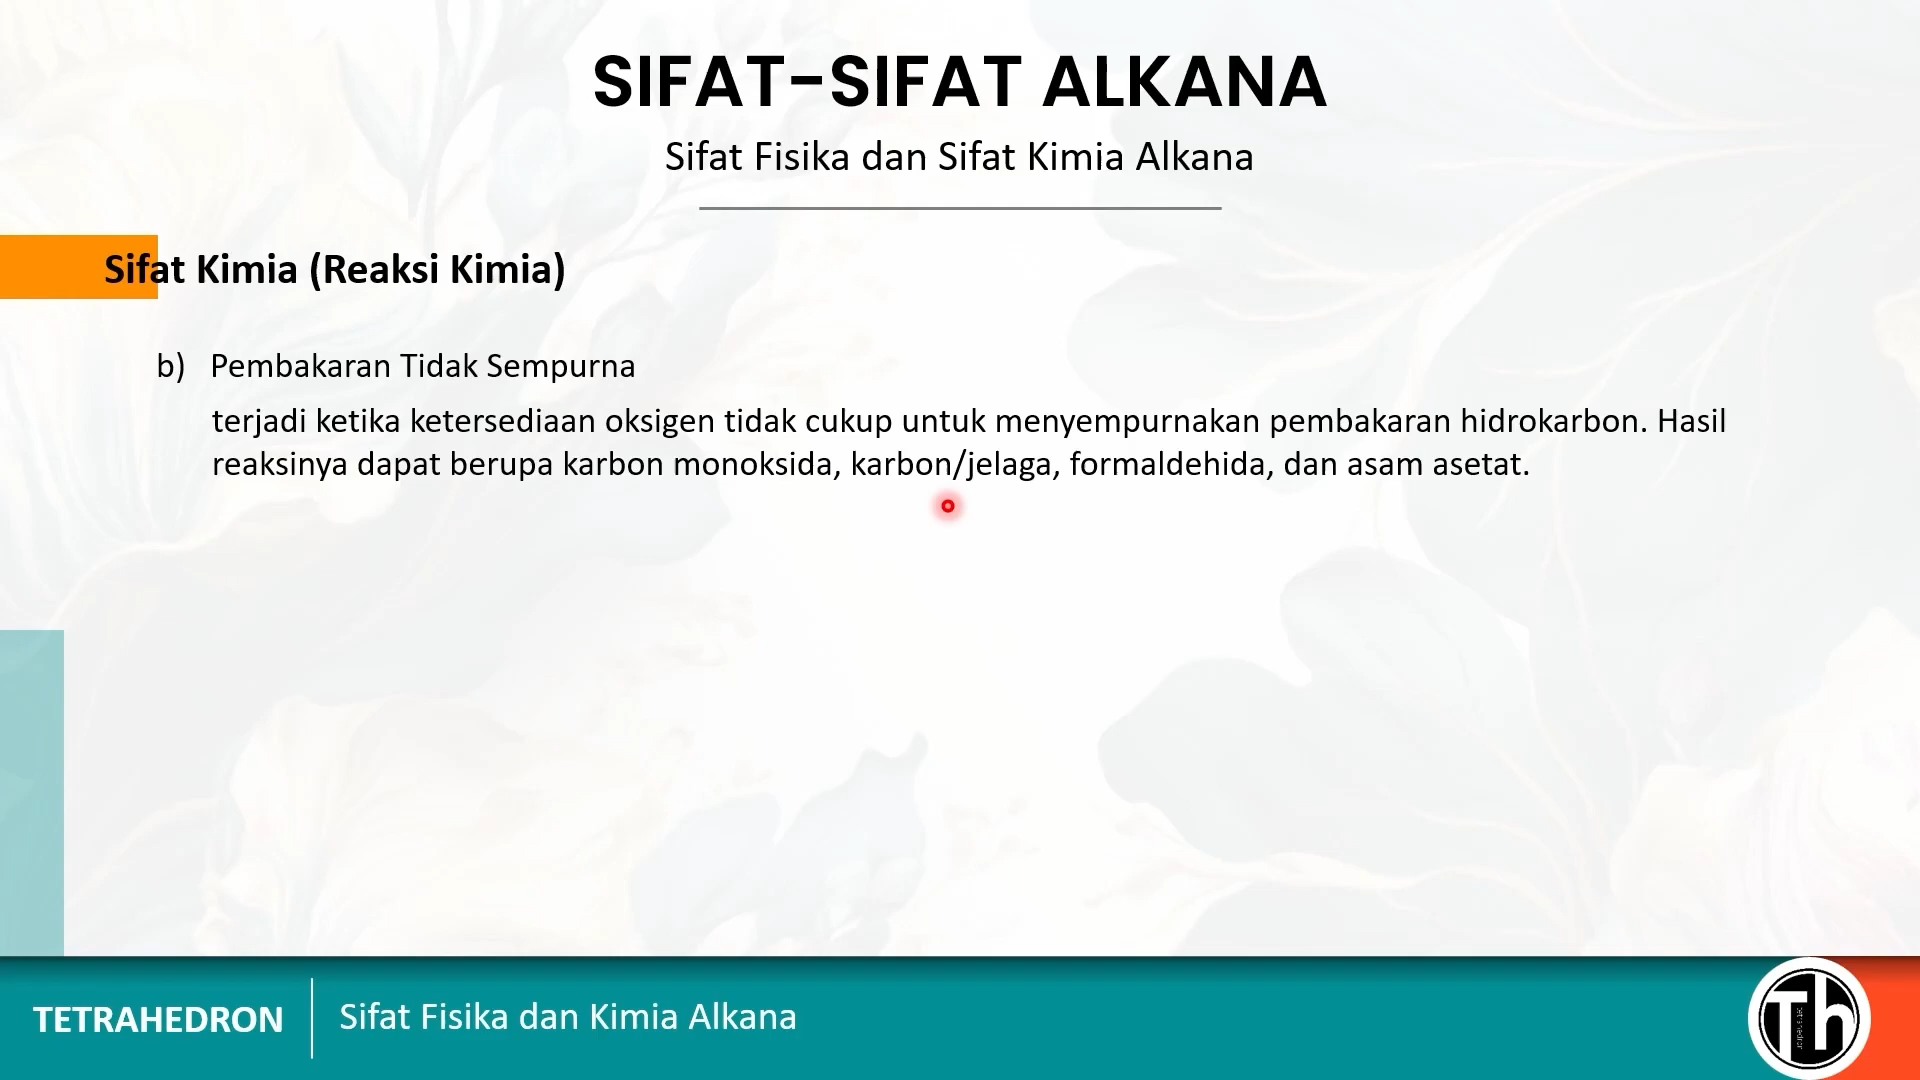 SIFAT-SIFAT ALKANA
Sifat Fisika dan Sifat Kimia Alkana
Sifat Kimia (Reaksi Kimia)
b) Pembakaran Tidak Sempurna
terjadi ketika ketersediaan oksigen tidak cukup untuk menyempurnakan pembakaran hidrokarbon. Hasil
reaksinya dapat berupa karbon monoksida, karbon/jelaga, formaldehida, dan asam asetat.
TETRAHEDRON
Sifat Fisika dan Kimia Alkana
Th